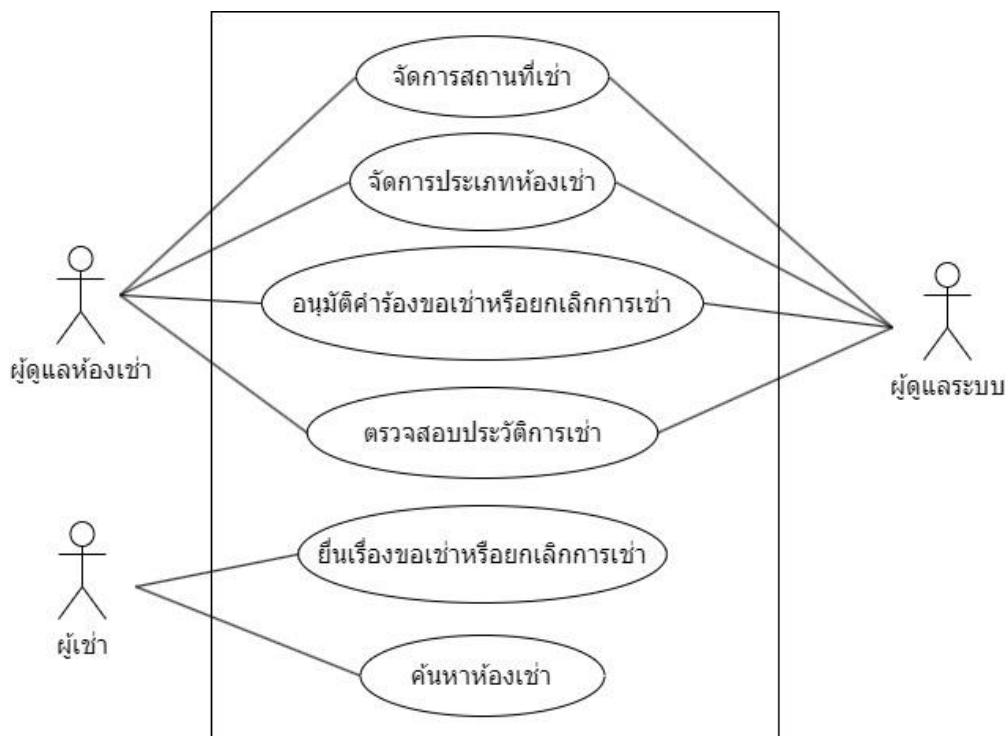 จัดการสถานที่เช่า
จัดการประเภทห้องเช่า
อนุมัติคำร้องขอเช่าหรือยกเลิกการเช่า
ผู้ดูแลห้องเช่า
ผู้ดูแลระบบ
ตรวจสอบประวัติการเช่า
ยื่นเรื่องขอเช่าหรือยกเลิกการเช่า
ผู้เช่า
ค้นหาห้องเช่า